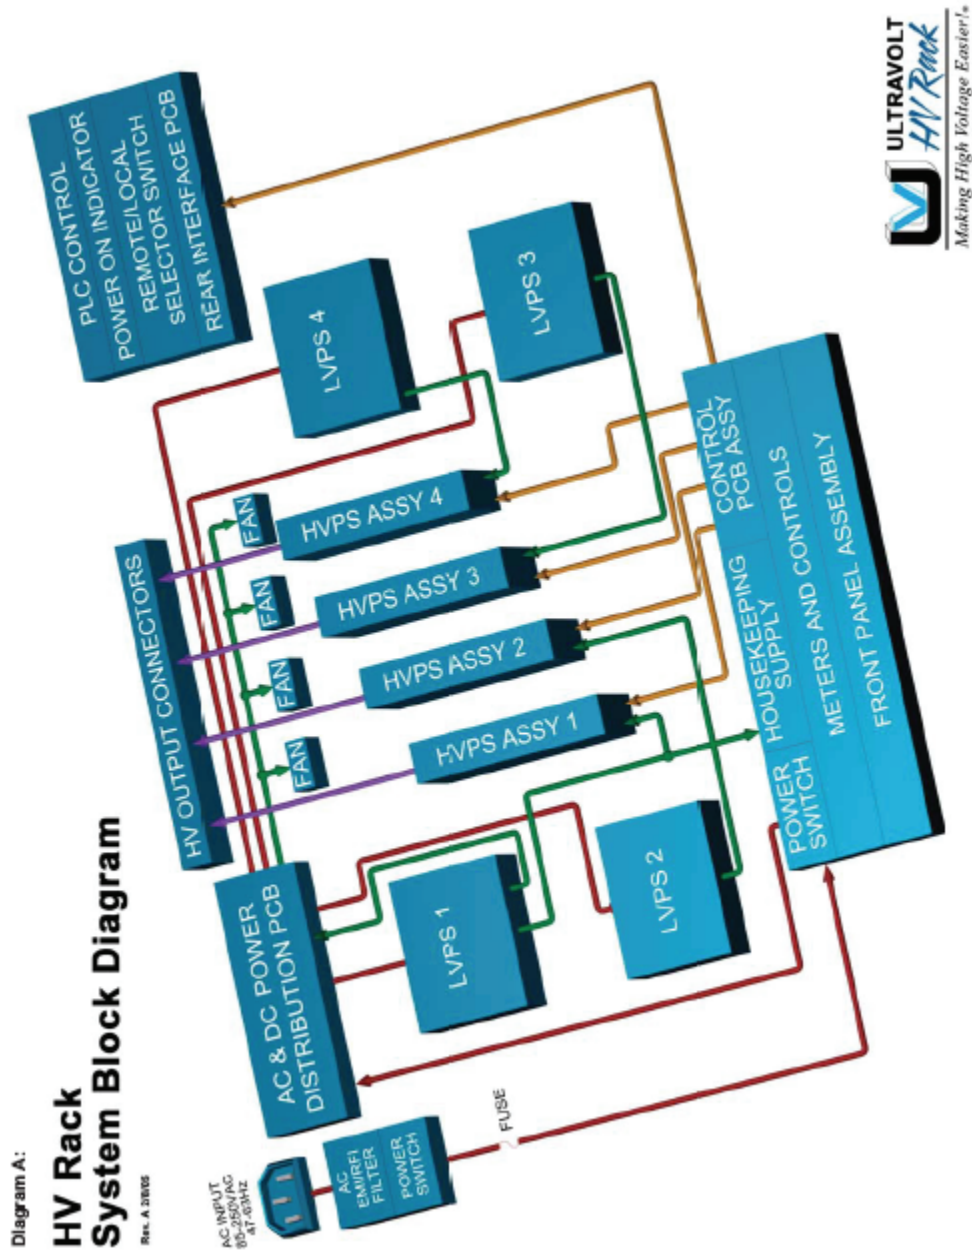 Diagram A:
HV Rack
System Block Diagram
Rev. A 2/8/05
AC INPUT
85-250VAC
47-63Hz
AC
EMI/RFI
FILTER
POWER
SWITCH
FUSE
AC & DC POWER
DISTRIBUTION PCB
LVPS 1
LVPS 2
HV OUTPUT CONNECTORS
FAN
FAN
FAN
FAN
HVPS ASSY 1
HVPS ASSY 2
HVPS ASSY 3
HVPS ASSY 4
LVPS 4
LVPS 3
PLC CONTROL
POWER ON INDICATOR
REMOTE/LOCAL
SELECTOR SWITCH
REAR INTERFACE PCB
POWER
SWITCH
HOUSEKEEPING
SUPPLY
CONTROL
PCB ASSY
METERS AND CONTROLS
FRONT PANEL ASSEMBLY
UV
ULTRAVOLT
HV Rack
Making High Voltage Easier!®